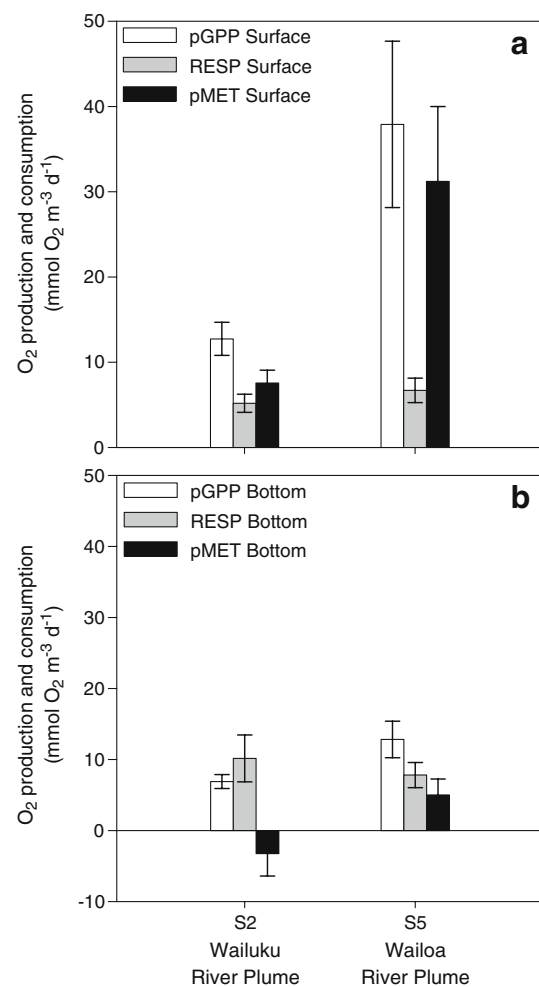 50
40
30
20
10
0
O₂ production and consumption
(mmol O₂ m⁻³ d⁻¹)
pGPP Surface
RESP Surface
pMET Surface
a
50
40
30
20
10
0
-10
O₂ production and consumption
(mmol O₂ m⁻³ d⁻¹)
pGPP Bottom
RESP Bottom
pMET Bottom
b
S2
Wailuku
River Plume
S5
Wailoa
River Plume